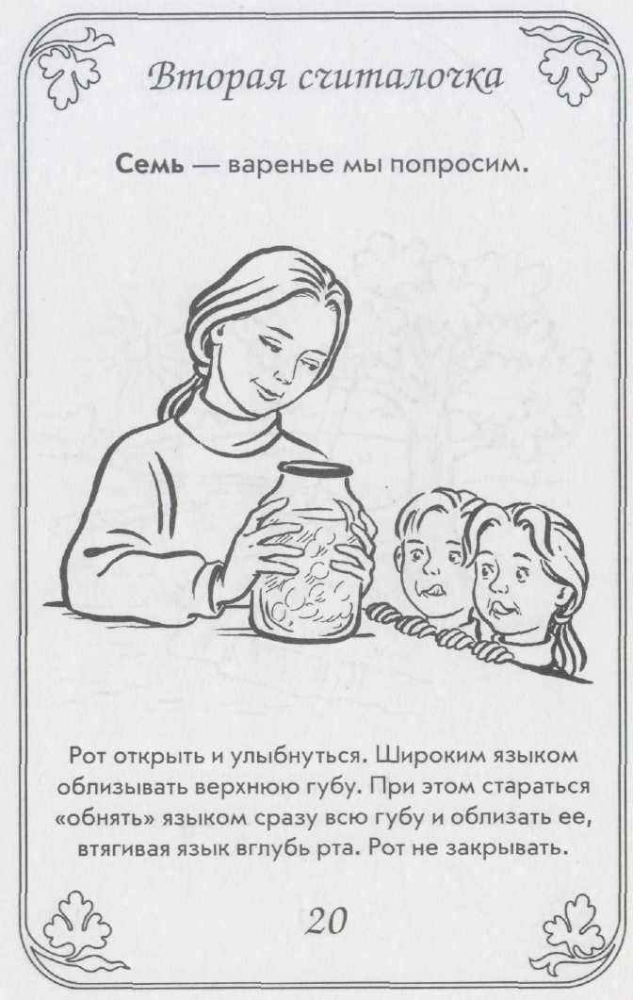 Вторая считалочка
Семь — варенье мы попросим.
Рот открыть и улыбнуться. Широким языком
облизывать верхнюю губу. При этом стараться
«обнять» языком сразу всю губу и облизать ее,
втягивая язык вглубь рта. Рот не закрывать.
20